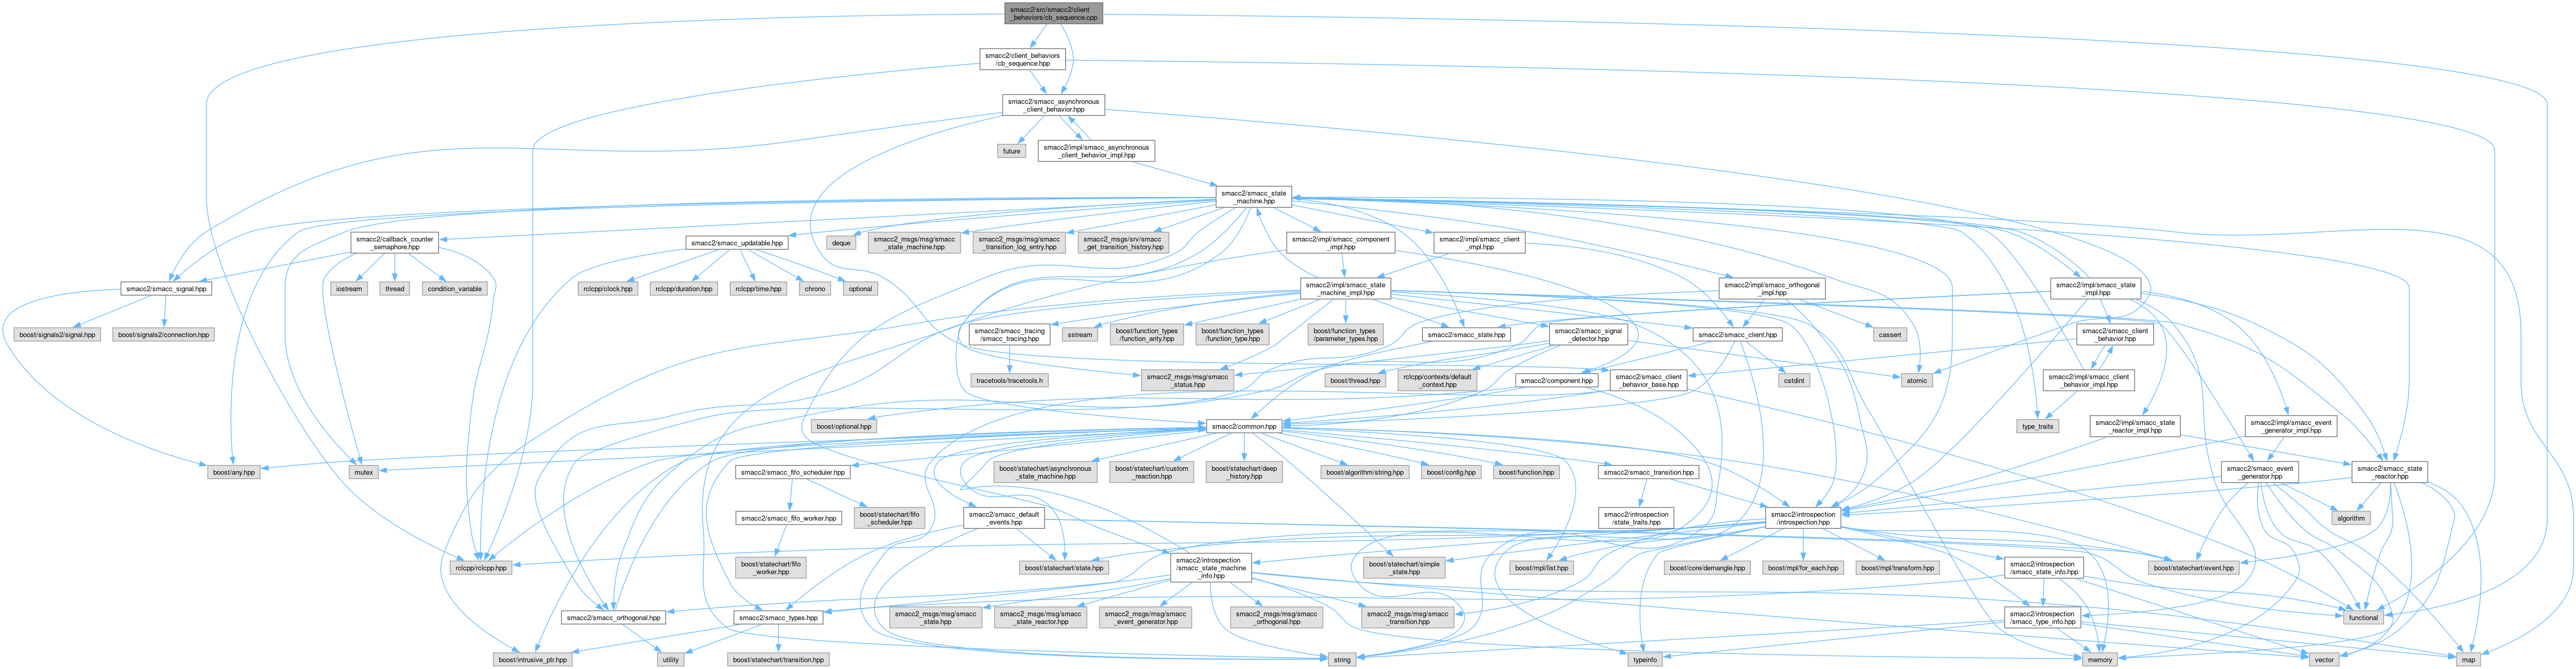 smacc2/src/smacc2/client
_behaviors/cb_sequence.cpp
smacc2/client_behaviors
/cb_sequence.hpp
smacc2/smacc_asynchronous
_client_behavior.hpp
future
smacc2/impl/smacc_asynchronous
_client_behavior_impl.hpp
smacc2/smacc_state
_machine.hpp
smacc2/callback_counter
_semaphore.hpp
smacc2/smacc_updatable.hpp
deque
smacc2_msgs/msg/smacc
_state_machine.hpp
smacc2_msgs/msg/smacc
_transition_log_entry.hpp
smacc2_msgs/srv/smacc
_get_transition_history.hpp
smacc2/impl/smacc_component
_impl.hpp
smacc2/impl/smacc_client
_impl.hpp
smacc2/smacc_signal.hpp
iostream
thread
condition_variable
rclcpp/clock.hpp
rclcpp/duration.hpp
rclcpp/time.hpp
chrono
optional
smacc2/impl/smacc_state
_machine_impl.hpp
smacc2/impl/smacc_orthogonal
_impl.hpp
smacc2/impl/smacc_state
_impl.hpp
boost/signals2/signal.hpp
boost/signals2/connection.hpp
smacc2/smacc_tracing
/smacc_tracing.hpp
sstream
boost/function_types
/function_arity.hpp
boost/function_types
/function_type.hpp
boost/function_types
/parameter_types.hpp
smacc2/smacc_state.hpp
smacc2/smacc_signal
_detector.hpp
smacc2/smacc_client.hpp
cassert
smacc2/smacc_client
_behavior.hpp
tracetools/tracetools.h
smacc2_msgs/msg/smacc
_status.hpp
boost/thread.hpp
rclcpp/contexts/default
_context.hpp
smacc2/component.hpp
smacc2/smacc_client
_behavior_base.hpp
cstdint
atomic
smacc2/impl/smacc_client
_behavior_impl.hpp
boost/optional.hpp
smacc2/common.hpp
type_traits
smacc2/impl/smacc_state
_reactor_impl.hpp
smacc2/impl/smacc_event
_generator_impl.hpp
boost/any.hpp
mutex
smacc2/smacc_fifo_scheduler.hpp
boost/statechart/asynchronous
_state_machine.hpp
boost/statechart/custom
_reaction.hpp
boost/statechart/deep
_history.hpp
boost/algorithm/string.hpp
boost/config.hpp
boost/function.hpp
smacc2/smacc_transition.hpp
smacc2/smacc_event
_generator.hpp
smacc2/smacc_state
_reactor.hpp
smacc2/smacc_fifo_worker.hpp
boost/statechart/fifo
_scheduler.hpp
smacc2/smacc_default
_events.hpp
smacc2/introspection
/state_traits.hpp
smacc2/introspection
/introspection.hpp
algorithm
rclcpp/rclcpp.hpp
boost/statechart/fifo
_worker.hpp
boost/statechart/state.hpp
smacc2/introspection
/smacc_state_machine
_info.hpp
boost/statechart/simple
_state.hpp
boost/mpl/list.hpp
boost/core/demangle.hpp
boost/mpl/for_each.hpp
boost/mpl/transform.hpp
smacc2/introspection
/smacc_state_info.hpp
boost/statechart/event.hpp
smacc2/smacc_orthogonal.hpp
smacc2/smacc_types.hpp
smacc2_msgs/msg/smacc
_state.hpp
smacc2_msgs/msg/smacc
_state_reactor.hpp
smacc2_msgs/msg/smacc
_event_generator.hpp
smacc2_msgs/msg/smacc
_orthogonal.hpp
smacc2_msgs/msg/smacc
_transition.hpp
smacc2/introspection
/smacc_type_info.hpp
functional
boost/intrusive_ptr.hpp
utility
boost/statechart/transition.hpp
string
typeinfo
memory
vector
map